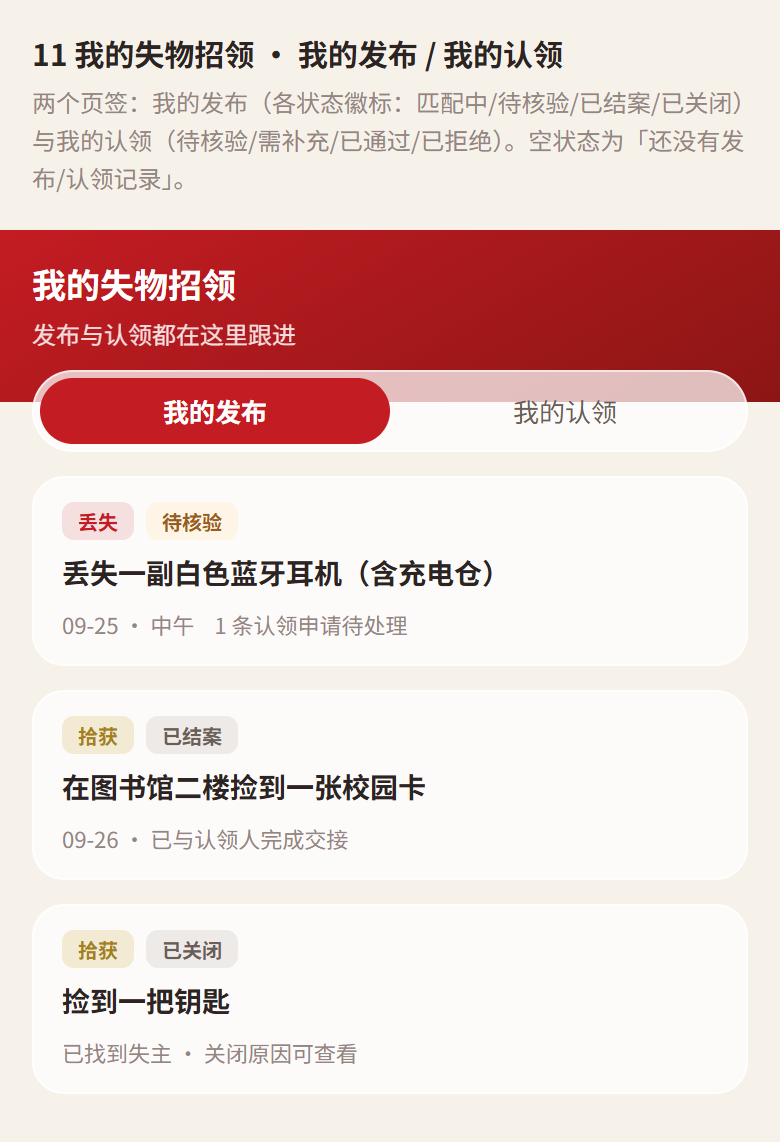 11 我的失物招领 · 我的发布 / 我的认领
两个页签：我的发布（各状态徽标：匹配中/待核验/已结案/已关闭）
与我的认领（待核验/需补充/已通过/已拒绝）。空状态为「还没有发
布/认领记录」。
我的失物招领
发布与认领都在这里跟进
我的发布 我的认领
丢失 待核验
丢失一副白色蓝牙耳机（含充电仓）
09-25 · 中午 1 条认领申请待处理
拾获 已结案
在图书馆二楼捡到一张校园卡
09-26 · 已与认领人完成交接
拾获 已关闭
捡到一把钥匙
已找到失主 · 关闭原因可查看